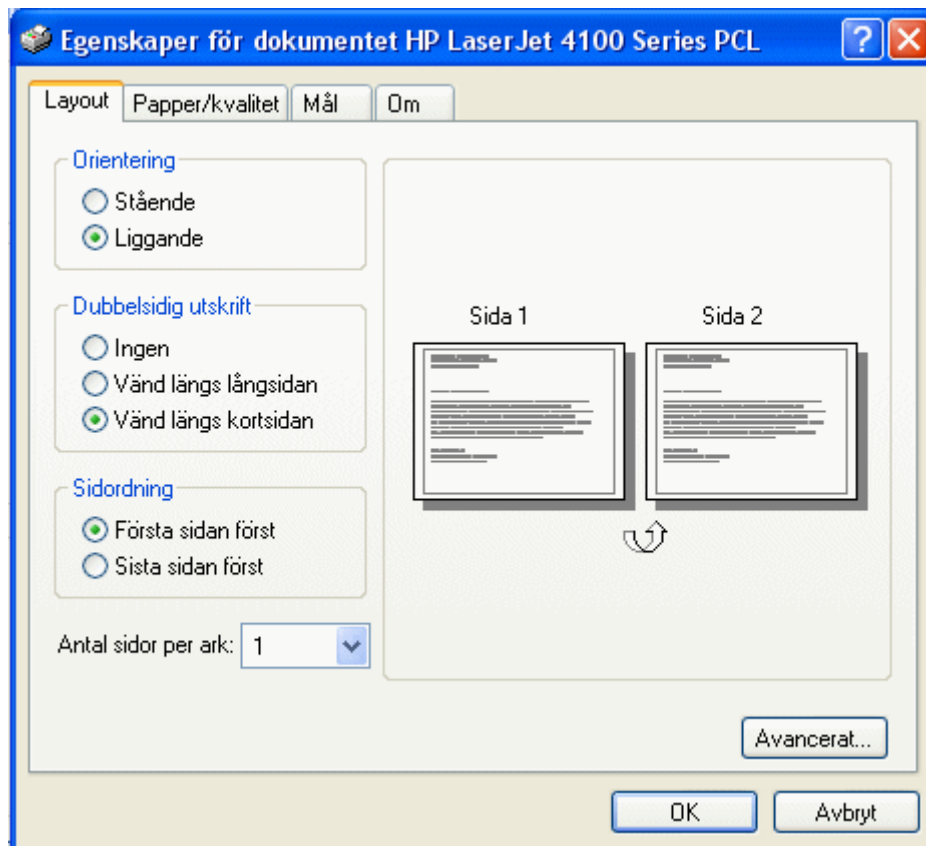 Egenskaper för dokumentet HP LaserJet 4100 Series PCL
Layout Papper/kvalitet Mål Om
Orientering
Stående
Liggande
Dubbelsidig utskrift
Ingen
Vänd längs långsidan
Vänd längs kortsidan
Sidordning
Första sidan först
Sista sidan först
Antal sidor per ark: 1
Sida 1 Sida 2
Avancerat...
OK Avbryt